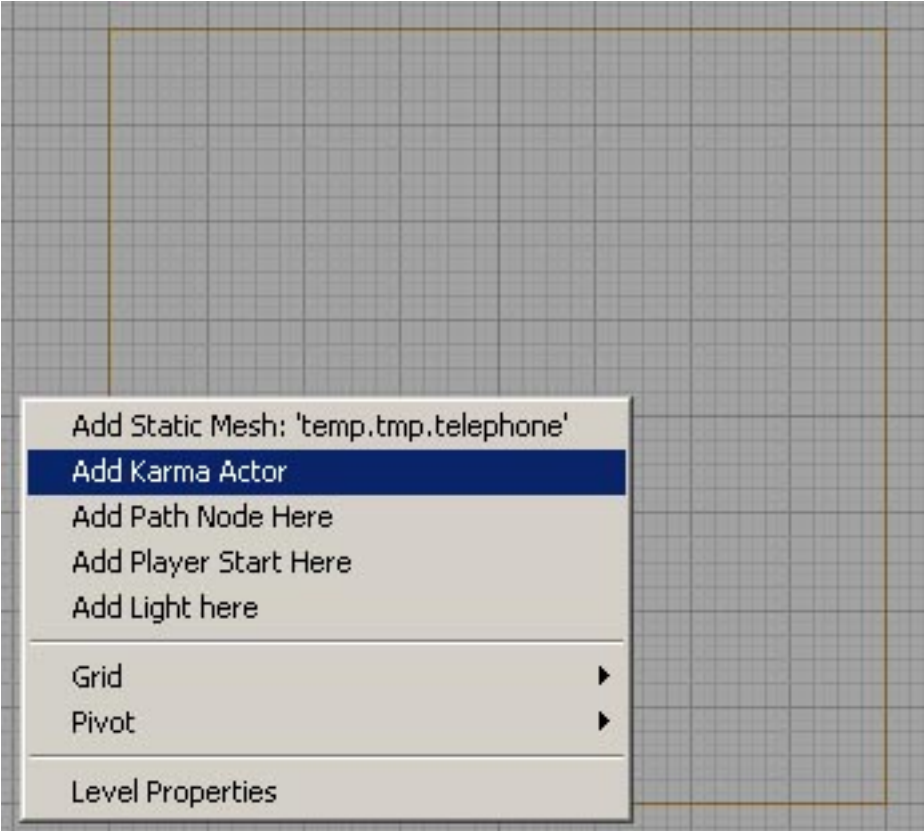 Add Static Mesh: 'temp.tmp.telephone'
Add Karma Actor
Add Path Node Here
Add Player Start Here
Add Light here
Grid
Pivot
Level Properties